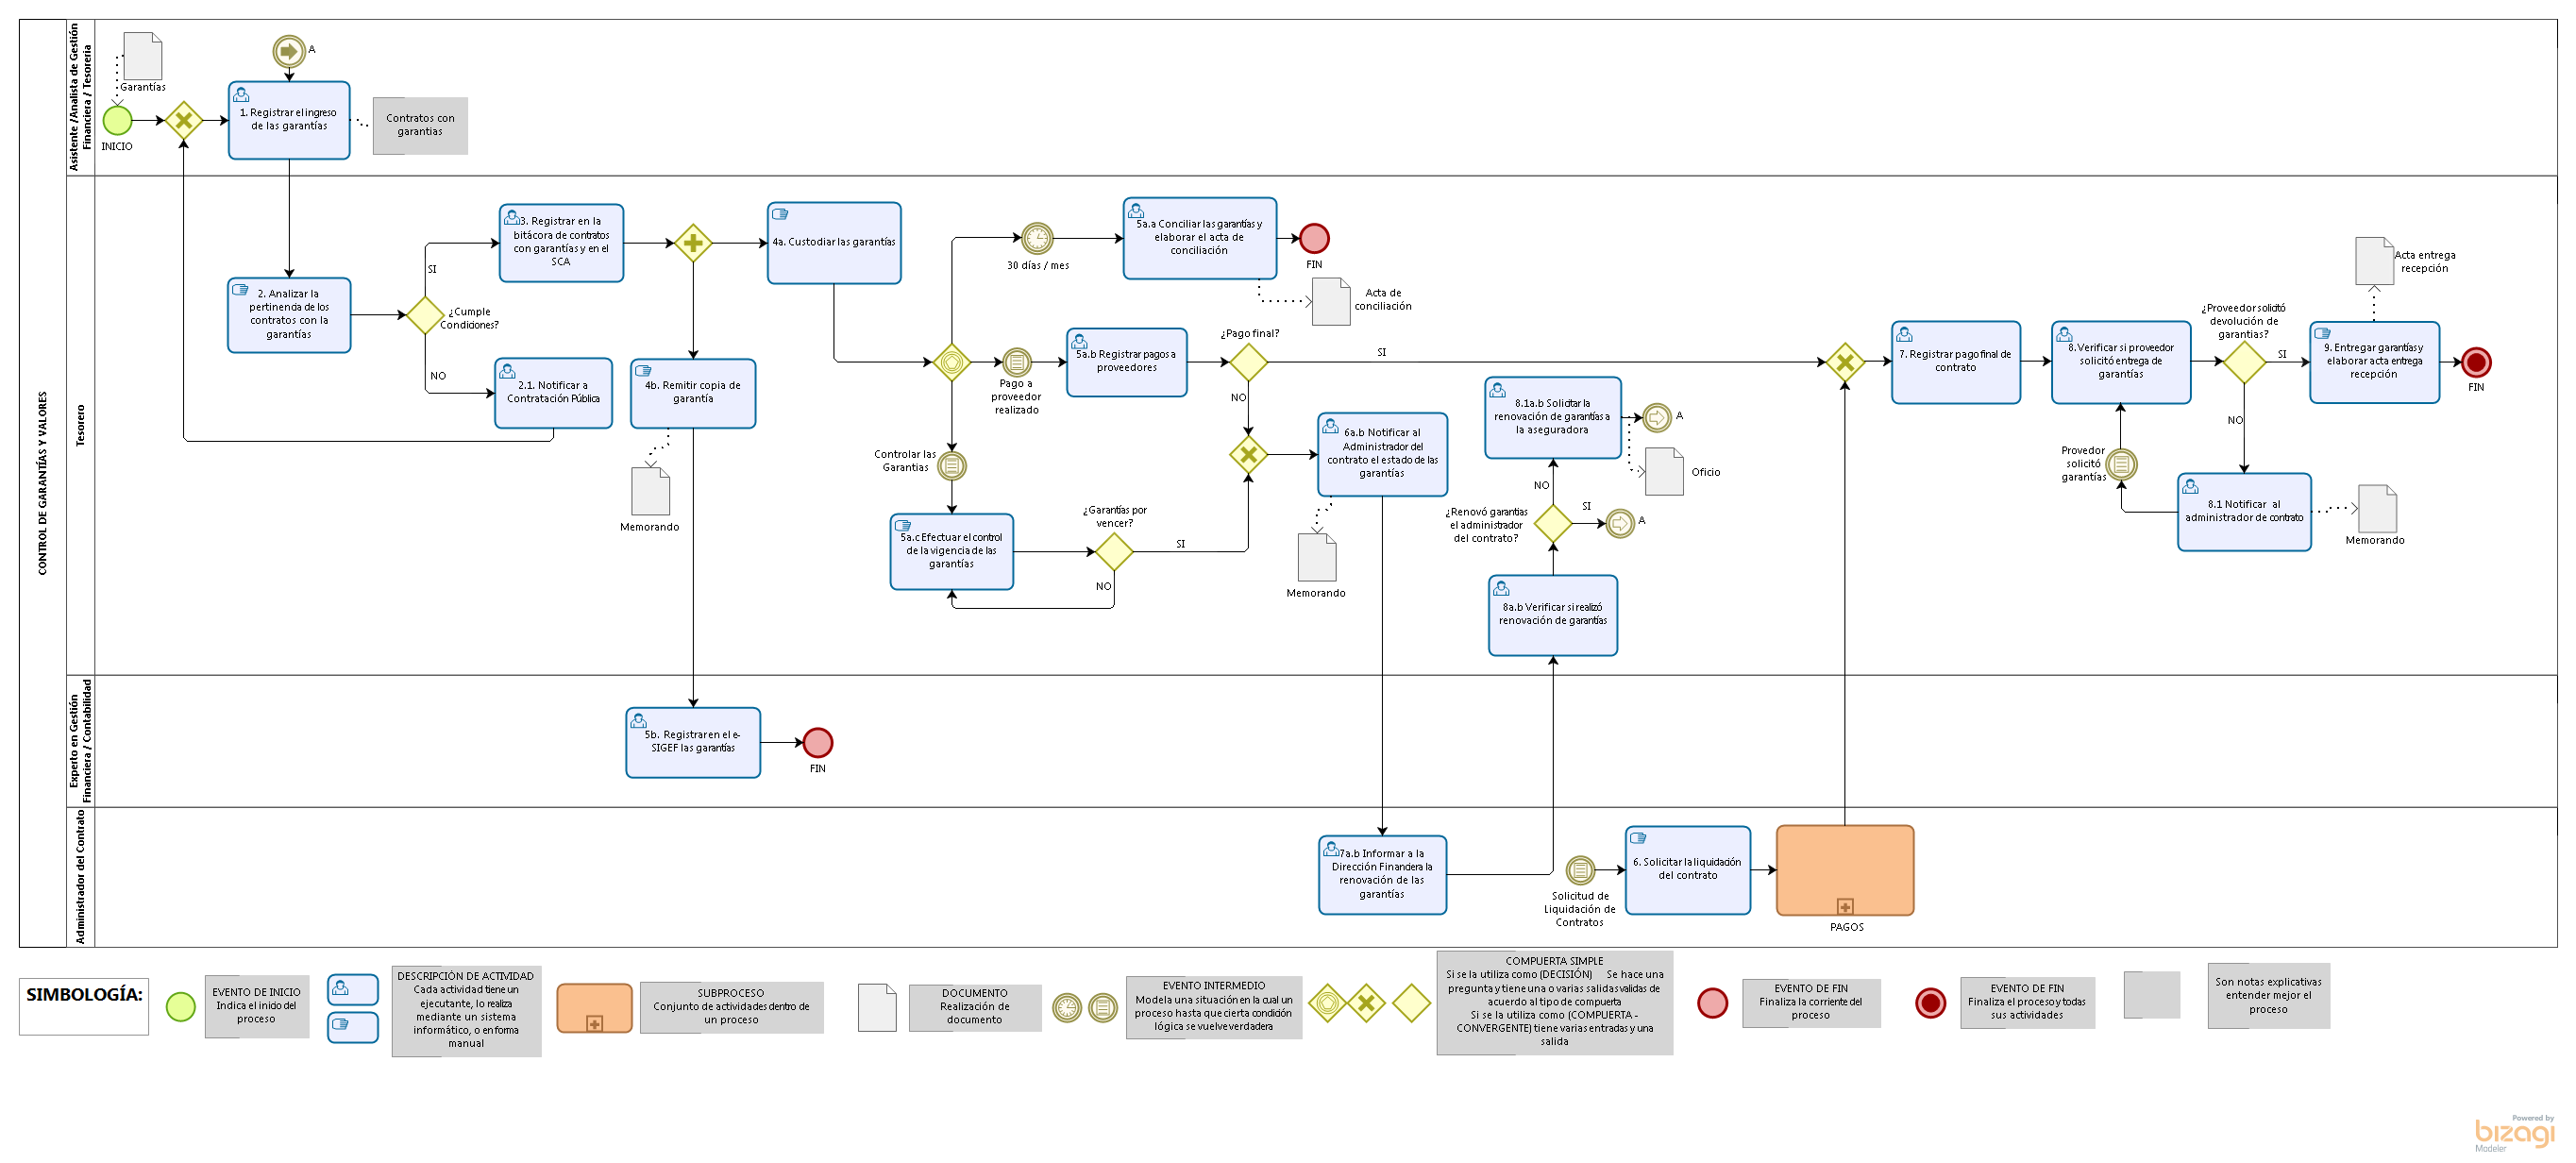 CONTROL DE GARANTÍAS Y VALORES
Asistente /Analista de Gestión
Financiera / Tesorería
Garantías
INICIO
A
1. Registrar el ingreso
de las garantías
Contratos con
garantias
Tesorero
2. Analizar la
pertinencia de los
contratos con la
garantías
¿Cumple
Condiciones?
SI
NO
3. Registrar en la
bitácora de contratos
con garantías y en el
SCA
2.1. Notificar a
Contratación Pública
4a. Custodiar las garantías
4b. Remitir copia de
garantía
Memorando
30 días / mes
5a.a Conciliar las garantías y
elaborar el acta de
conciliación
FIN
Acta de
conciliación
Pago a
proveedor
realizado
5a.b Registrar pagos a
proveedores
¿Pago final?
SI
NO
Controlar las
Garantias
5a.c Efectuar el control
de la vigencia de las
garantías
¿Garantías por
vencer?
SI
NO
6a.b Notificar al
Administrador del
contrato el estado de las
garantías
Memorando
8.1a.b Solicitar la
renovación de garantías a
la aseguradora
A
Oficio
NO
¿Renovó garantias
el administrador
del contrato?
SI
A
8a.b Verificar si realizó
renovación de garantías
7. Registrar pago final de
contrato
8. Verificar si proveedor
solicitó entrega de
garantías
¿Proveedor solicitó
devolución de
garantias?
SI
NO
Acta entrega
recepción
9. Entregar garantías y
elaborar acta entrega
recepción
FIN
Provedor
solicitó
garantías
8.1 Notificar al
administrador de contrato
Memorando
Experto en Gestión
Financiera / Contabilidad
5b. Registrar en el e-
SIGEF las garantías
FIN
Administrador del Contrato
7a.b Informar a la
Dirección Financiera la
renovación de las
garantías
Solicitud de
Liquidación de
Contratos
6. Solicitar la liquidación
del contrato
PAGOS
SIMBOLOGÍA:
EVENTO DE INICIO
Indica el inicio del
proceso
DESCRIPCIÓN DE ACTIVIDAD
Cada actividad tiene un
ejecutante, lo realiza
mediante un sistema
informático, o en forma
manual
SUBPROCESO
Conjunto de actividades dentro de
un proceso
DOCUMENTO
Realización de
documento
EVENTO INTERMEDIO
Modela una situación en la cual un
proceso hasta que cierta condición
lógica se vuelve verdadera
COMPUERTA SIMPLE
Si se la utiliza como (DECISIÓN) Se hace una
pregunta y tiene una o varias salidas validas de
acuerdo al tipo de compuerta
Si se la utiliza como (COMPUERTA -
CONVERGENTE) tiene varias entradas y una
salida
EVENTO DE FIN
Finaliza la corriente del
proceso
EVENTO DE FIN
Finaliza el proceso y todas
sus actividades
Son notas explicativas
entender mejor el
proceso
Powered by
bizagi
Modeler